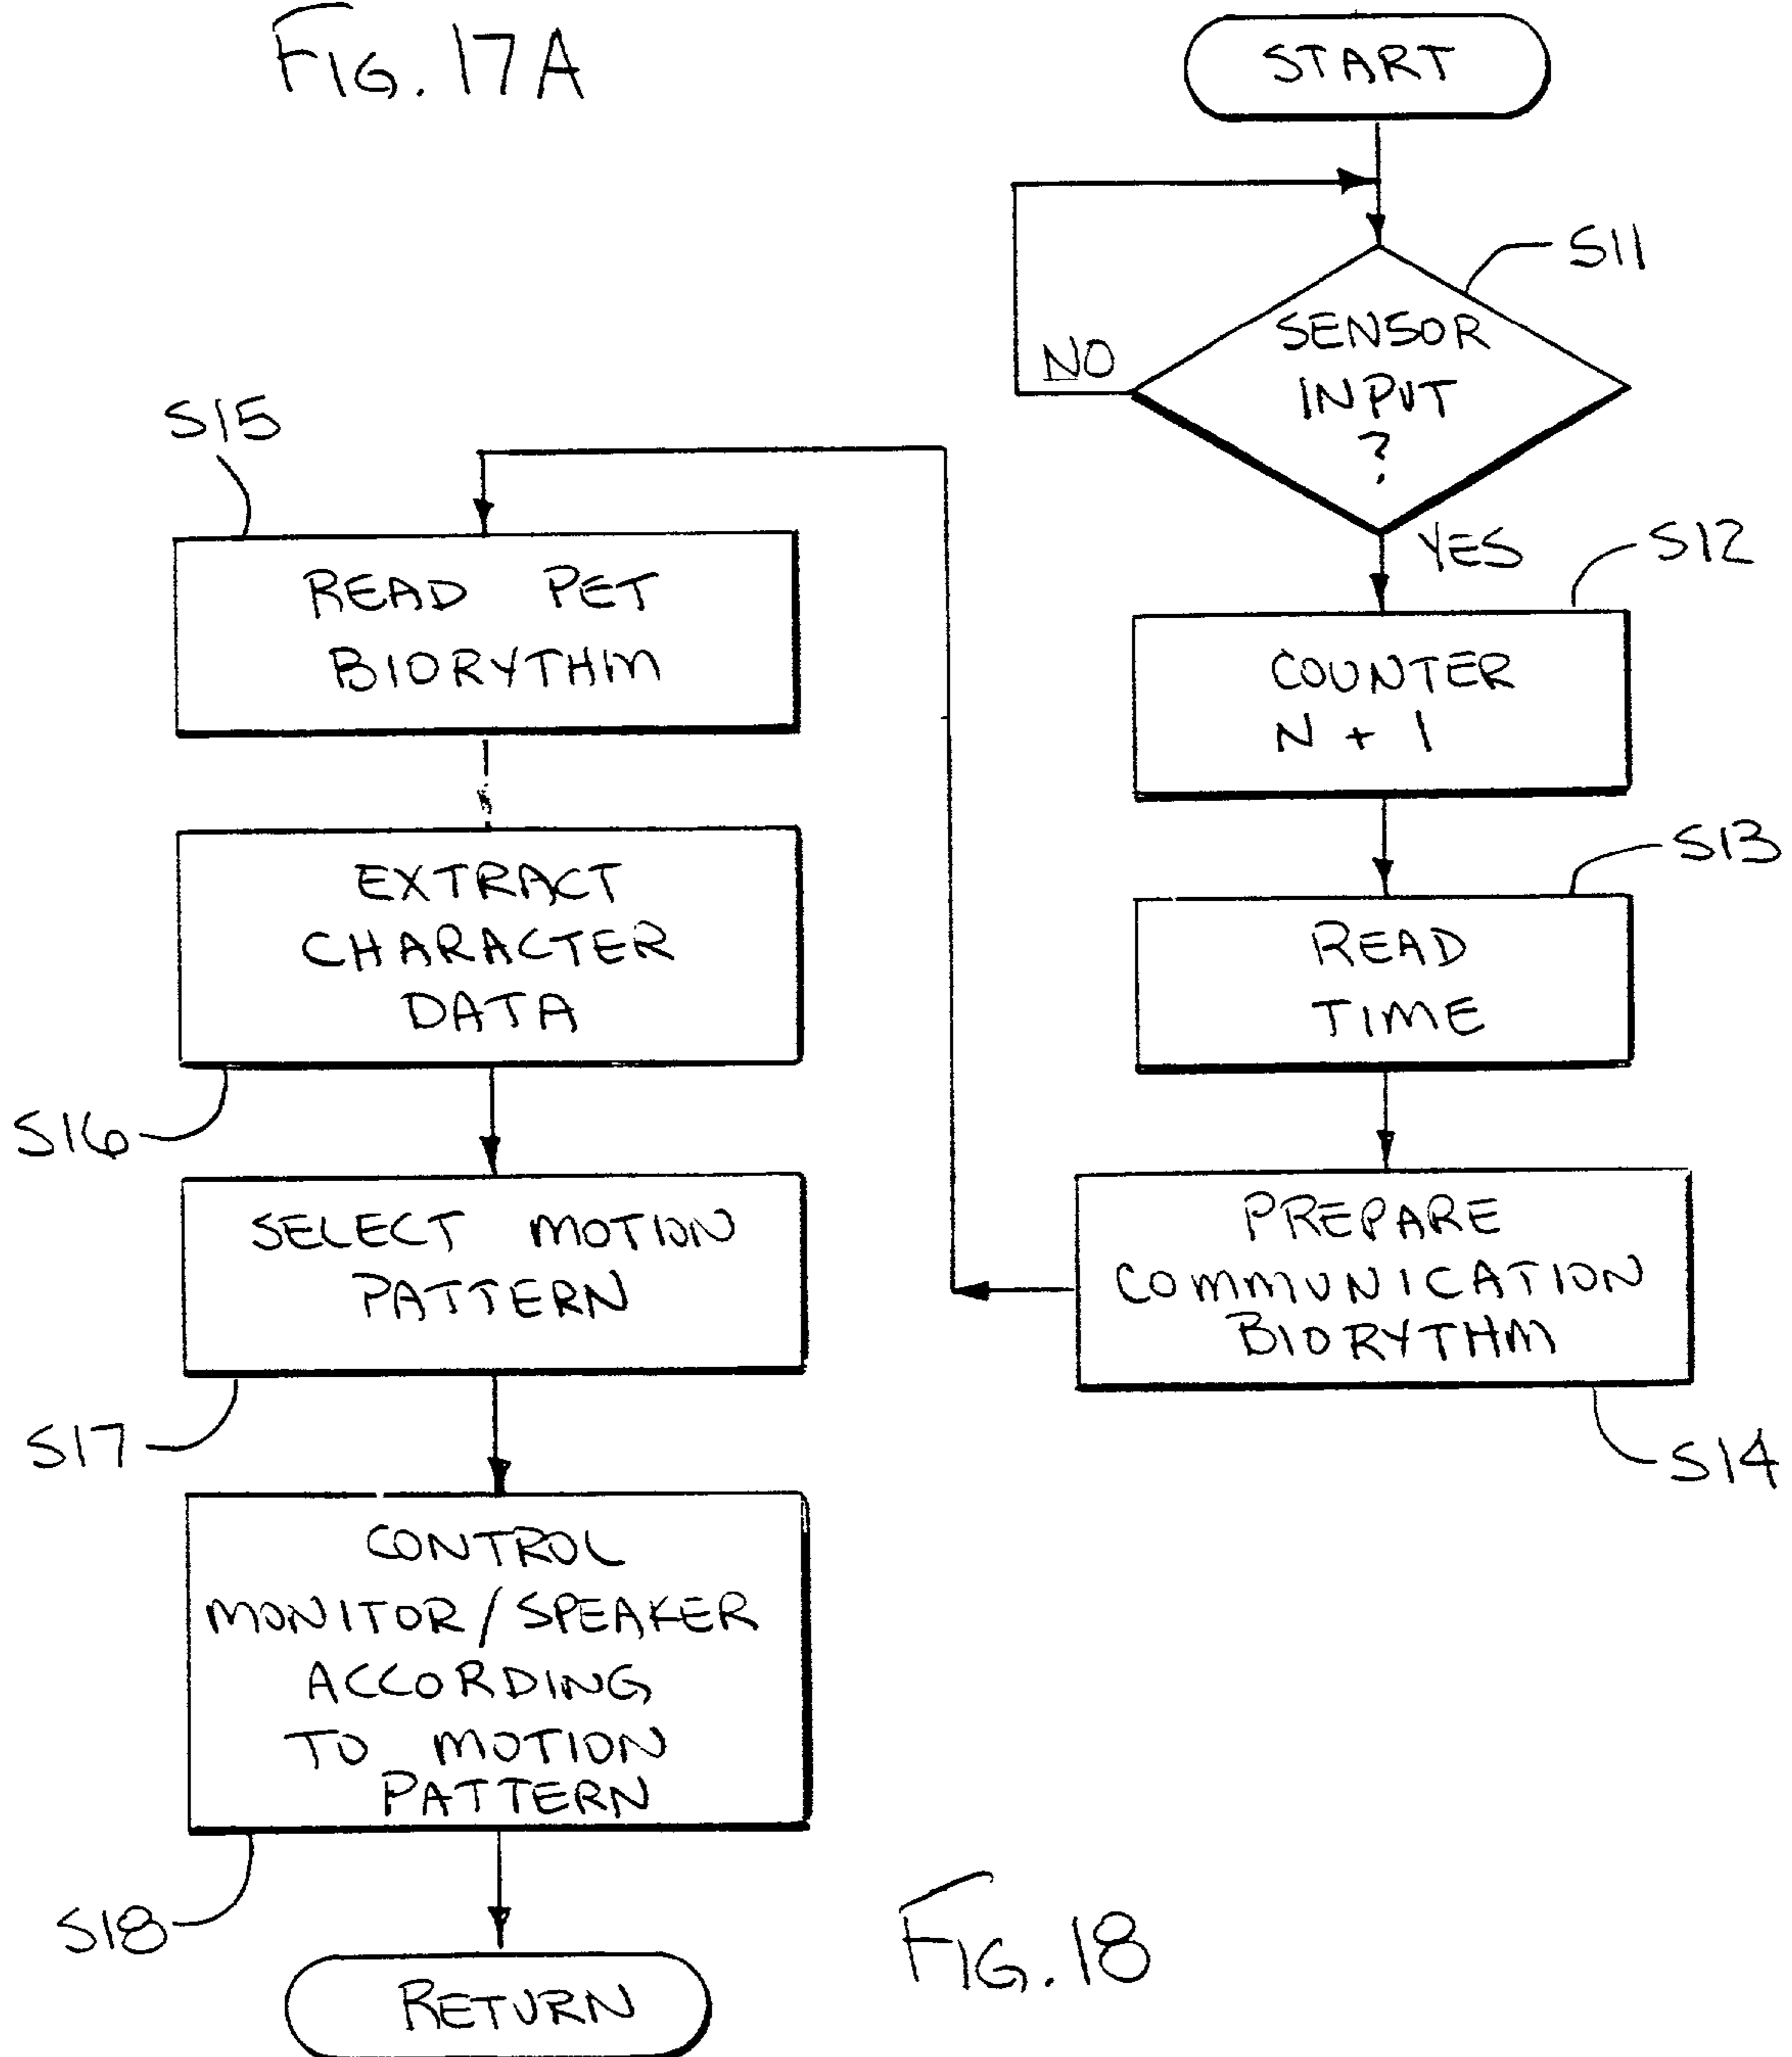 FIG. 17A
START
S11
SENSOR
INPUT
?
NO
YES
S12
COUNTER
N + 1
S13
READ
TIME
PREPARE
COMMUNICATION
BIORYTHM
S14
S15
READ PET
BIORYTHM
EXTRACT
CHARACTER
DATA
S16
SELECT MOTION
PATTERN
S17
CONTROL
MONITOR/SPEAKER
ACCORDING
TO MOTION
PATTERN
S18
RETURN
FIG. 18